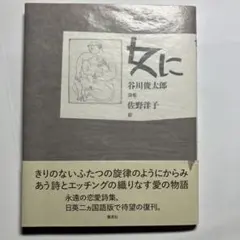 女に
谷川俊太郎
詩集
佐野洋子
絵
きりのないふたつの旋律のようにからみ
あう詩とエッチングの織りなす愛の物語
永遠の恋愛詩集、
日英二ヵ国語版で待望の復刊。
集英社